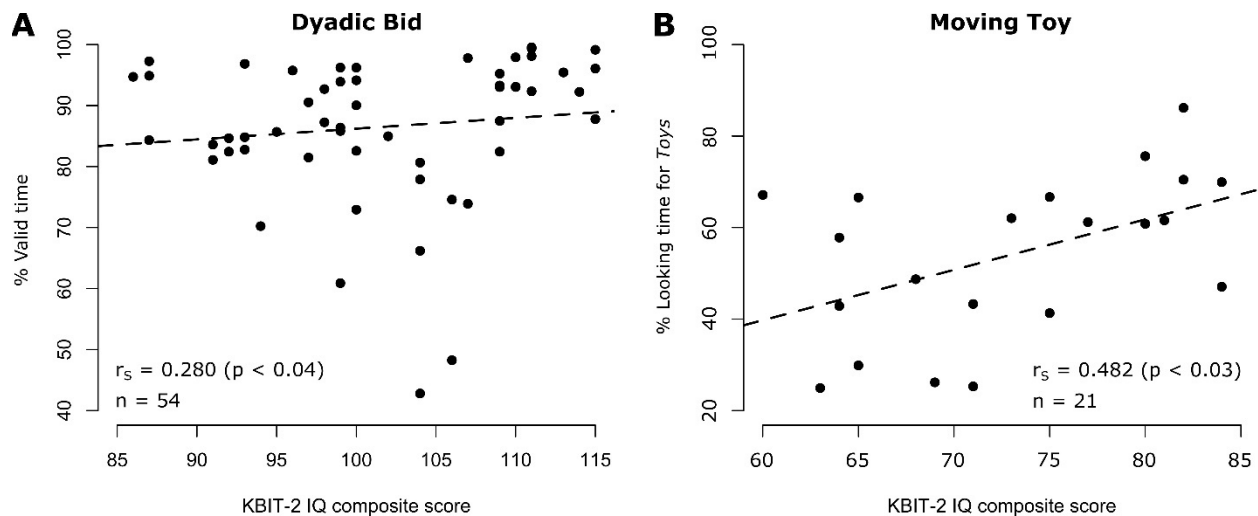 A
Dyadic Bid
% Valid time
100
90
80
70
60
50
40
r_S = 0.280 (p < 0.04)
n = 54
85 90 95 100 105 110 115
KBIT-2 IQ composite score
B
Moving Toy
% Looking time for Toys
100
80
60
40
20
r_S = 0.482 (p < 0.03)
n = 21
60 65 70 75 80 85
KBIT-2 IQ composite score